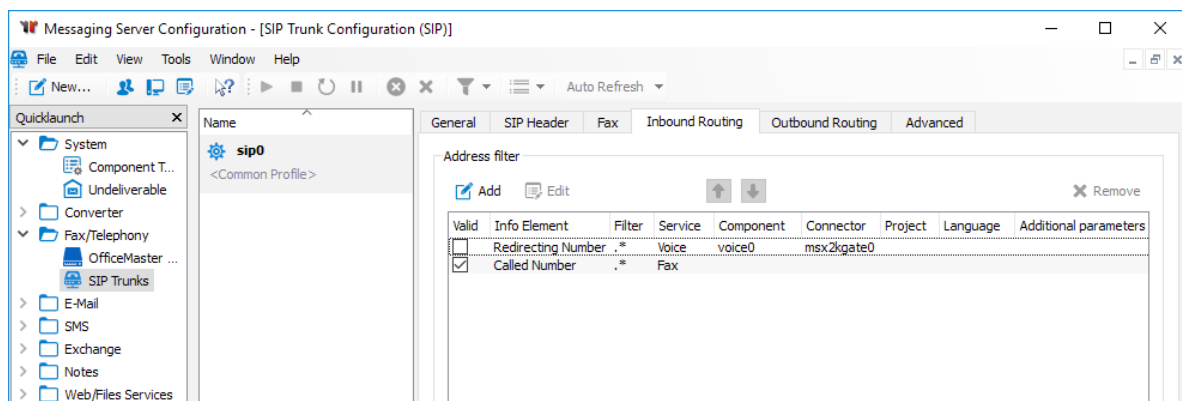 Messaging Server Configuration - [SIP Trunk Configuration (SIP)]
File Edit View Tools Window Help
New... Auto Refresh
Quicklaunch
System
Component T...
Undeliverable
Converter
Fax/Telephony
OfficeMaster ...
SIP Trunks
E-Mail
SMS
Exchange
Notes
Web/Files Services
Name
sip0
<Common Profile>
General SIP Header Fax Inbound Routing Outbound Routing Advanced
Address filter
Add Edit Remove
Valid Info Element Filter Service Component Connector Project Language Additional parameters
Redirecting Number .* Voice voice0 msx2kgate0
Called Number .* Fax